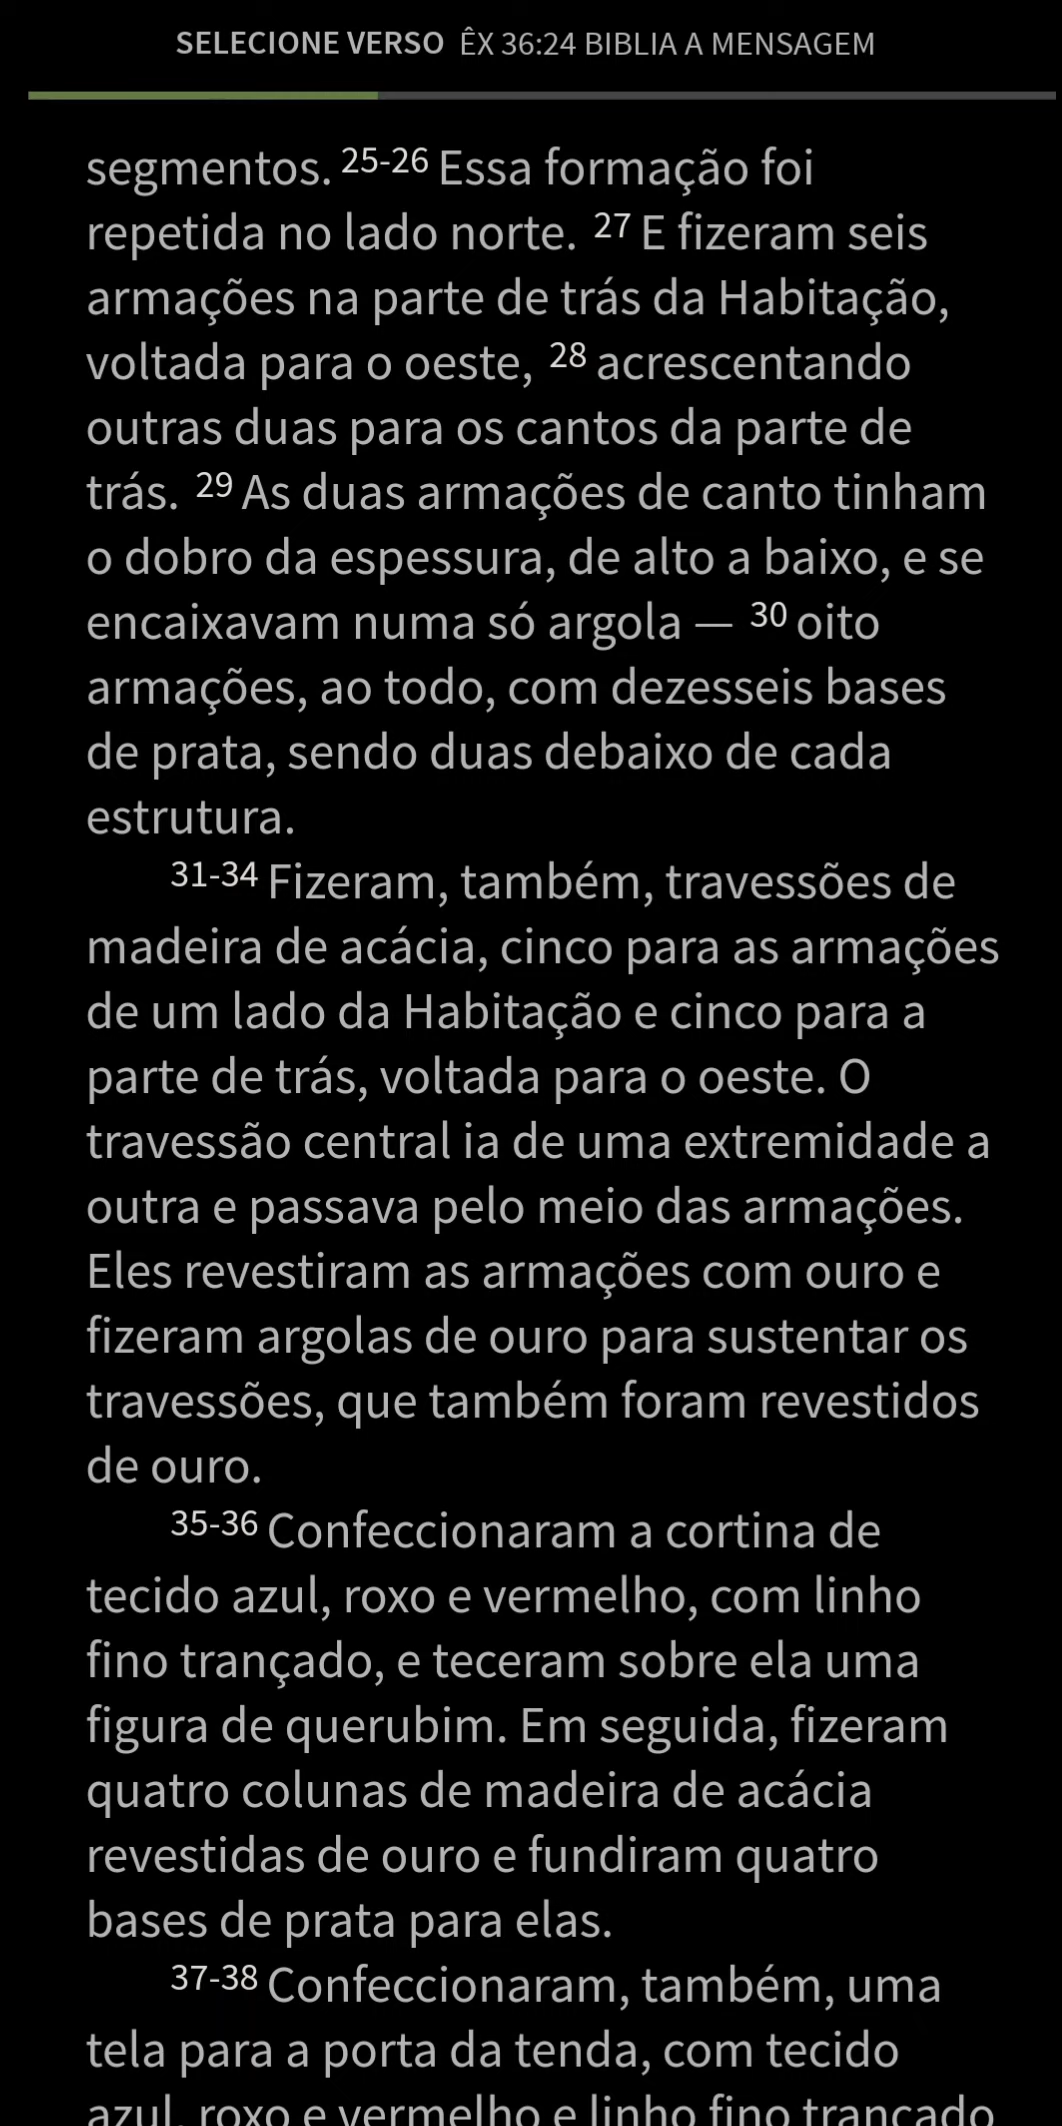 SELECIONE VERSO ÊX 36:24 BIBLIA A MENSAGEM
segmentos. 25-26 Essa formação foi
repetida no lado norte. 27 E fizeram seis
armações na parte de trás da Habitação,
voltada para o oeste, 28 acrescentando
outras duas para os cantos da parte de
trás. 29 As duas armações de canto tinham
o dobro da espessura, de alto a baixo, e se
encaixavam numa só argola — 30 oito
armações, ao todo, com dezesseis bases
de prata, sendo duas debaixo de cada
estrutura.
31-34 Fizeram, também, travessões de
madeira de acácia, cinco para as armações
de um lado da Habitação e cinco para a
parte de trás, voltada para o oeste. O
travessão central ia de uma extremidade a
outra e passava pelo meio das armações.
Eles revestiram as armações com ouro e
fizeram argolas de ouro para sustentar os
travessões, que também foram revestidos
de ouro.
35-36 Confeccionaram a cortina de
tecido azul, roxo e vermelho, com linho
fino trançado, e teceram sobre ela uma
figura de querubim. Em seguida, fizeram
quatro colunas de madeira de acácia
revestidas de ouro e fundiram quatro
bases de prata para elas.
37-38 Confeccionaram, também, uma
tela para a porta da tenda, com tecido
azul, roxo e vermelho e linho fino trançado